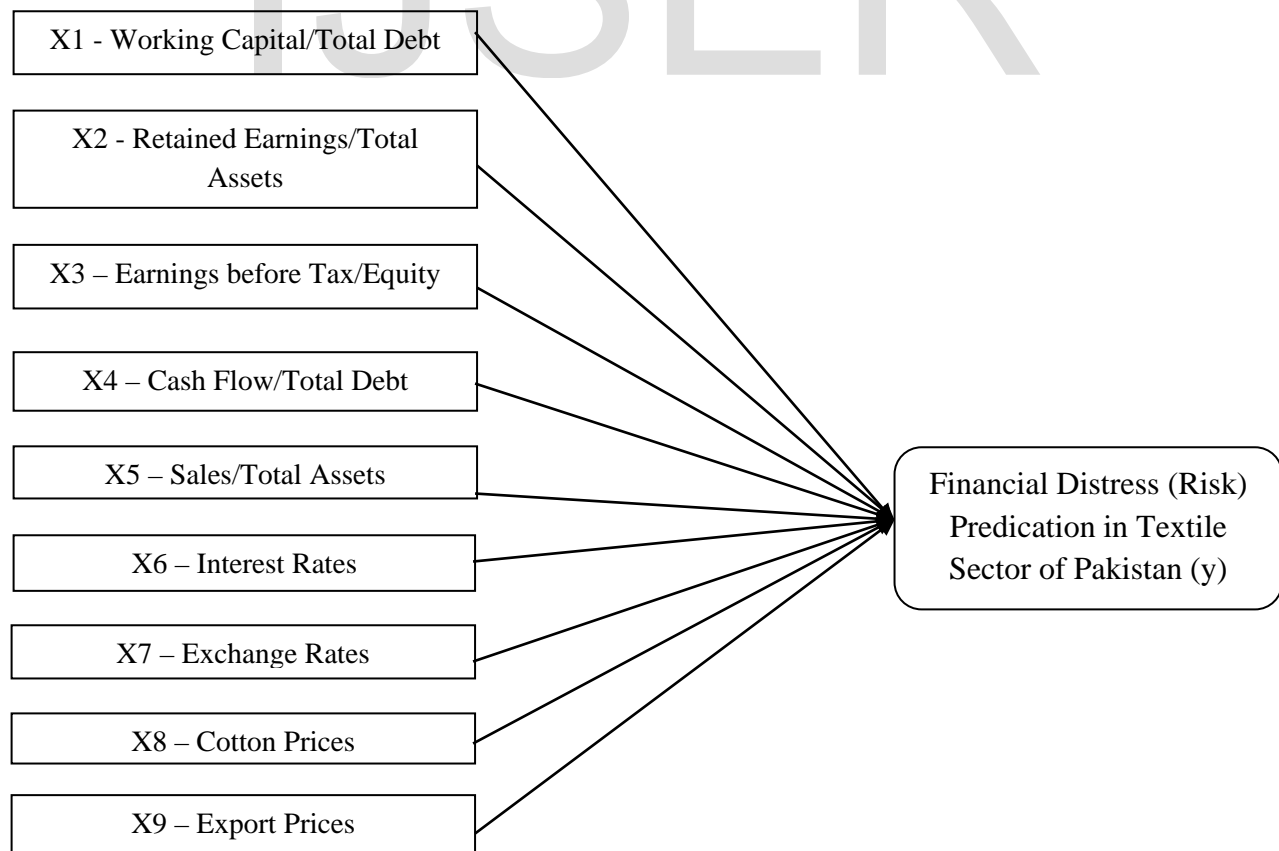 IJSER
X1 - Working Capital/Total Debt
X2 - Retained Earnings/Total
Assets
X3 – Earnings before Tax/Equity
X4 – Cash Flow/Total Debt
X5 – Sales/Total Assets
X6 – Interest Rates
X7 – Exchange Rates
X8 – Cotton Prices
X9 – Export Prices
Financial Distress (Risk)
Predication in Textile
Sector of Pakistan (y)